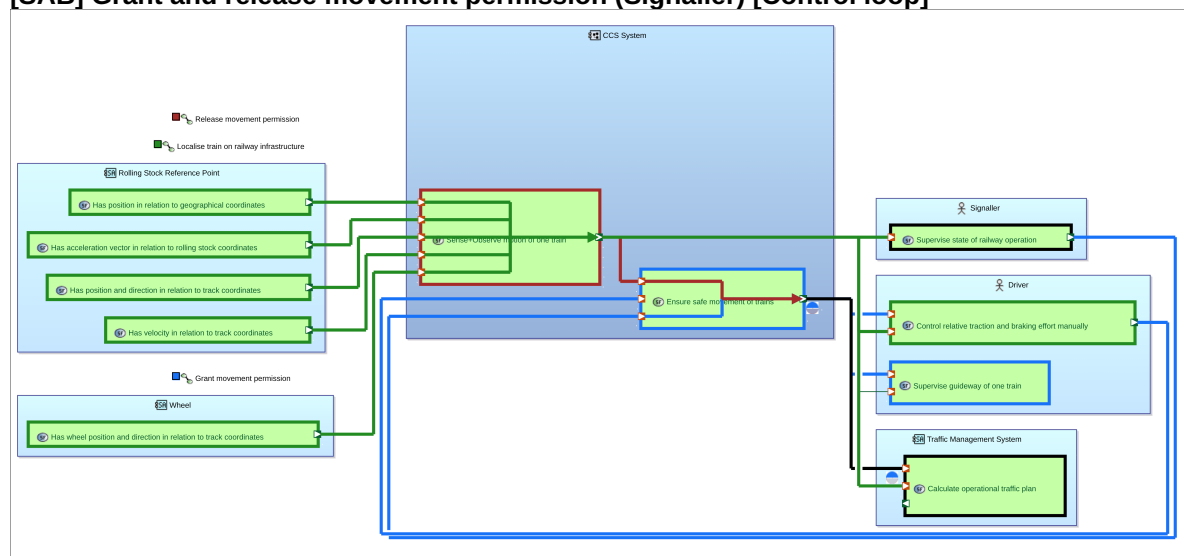 [SAB] Grant and release movement permission (Signaller) [Control loop]
CCS System
Release movement permission
Localise train on railway infrastructure
Rolling Stock Reference Point
Has position in relation to geographical coordinates
Has acceleration vector in relation to rolling stock coordinates
Has position and direction in relation to track coordinates
Has velocity in relation to track coordinates
Sense+Observe motion of one train
Ensure safe movement of trains
Signaller
Supervise state of railway operation
Driver
Control relative traction and braking effort manually
Supervise guideway of one train
Grant movement permission
Wheel
Has wheel position and direction in relation to track coordinates
Traffic Management System
Calculate operational traffic plan